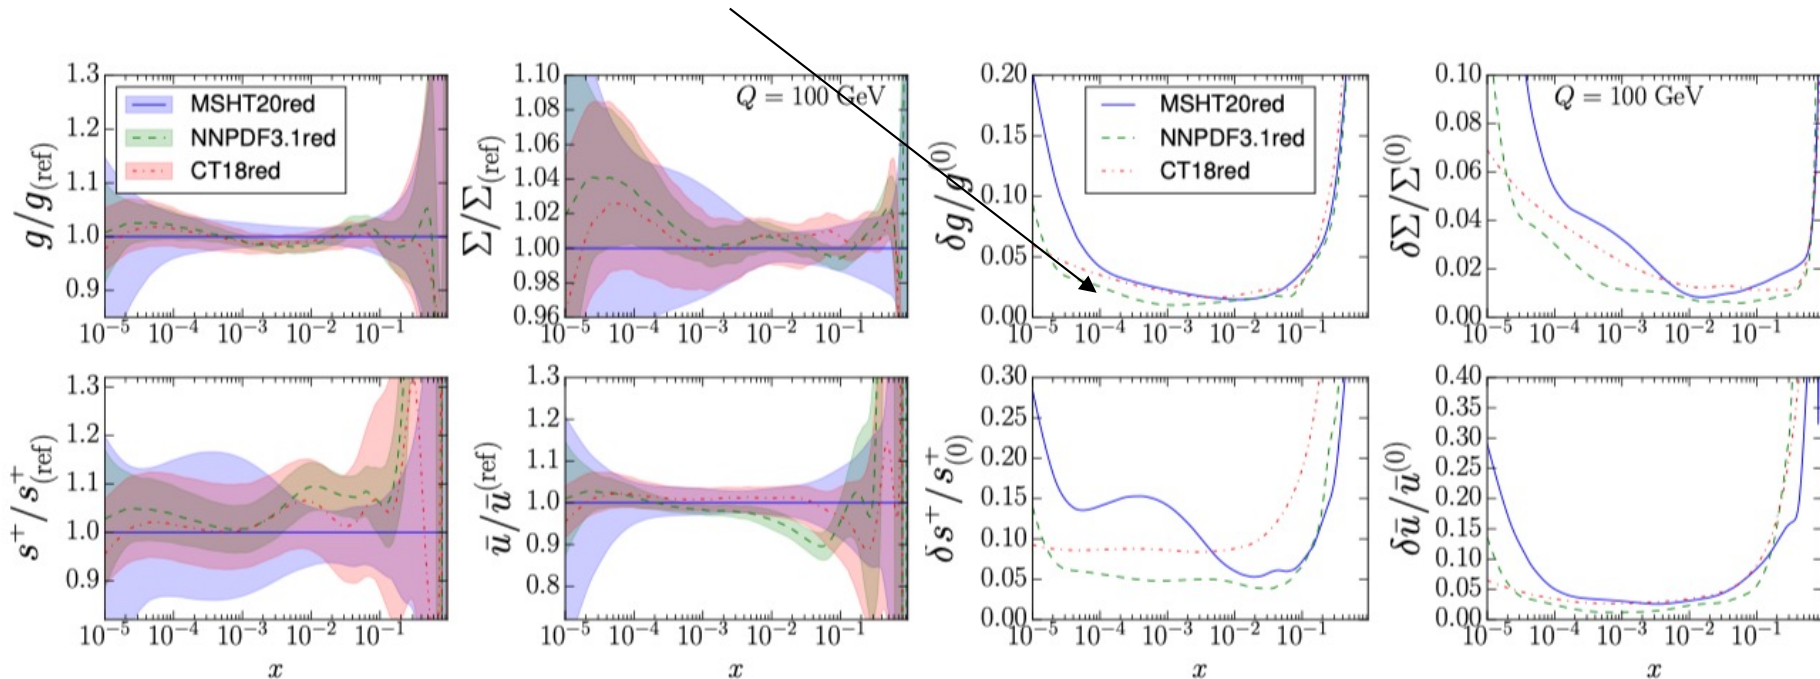 g/g(ref)
1.3
1.2
1.1
1.0
0.9
MSHT20red
NNPDF3.1red
CT18red
10⁻⁵ 10⁻⁴ 10⁻³ 10⁻² 10⁻¹
Σ/Σ(ref)
1.10
1.08
1.06
1.04
1.02
1.00
0.98
0.96
Q = 100 GeV
10⁻⁵ 10⁻⁴ 10⁻³ 10⁻² 10⁻¹
δg/g⁽⁰⁾
0.20
0.15
0.10
0.05
0.00
MSHT20red
NNPDF3.1red
CT18red
10⁻⁵ 10⁻⁴ 10⁻³ 10⁻² 10⁻¹
δΣ/Σ⁽⁰⁾
0.10
0.08
0.06
0.04
0.02
0.00
Q = 100 GeV
10⁻⁵ 10⁻⁴ 10⁻³ 10⁻² 10⁻¹
s⁺/s⁺(ref)
1.3
1.2
1.1
1.0
0.9
10⁻⁵ 10⁻⁴ 10⁻³ 10⁻² 10⁻¹
x
ū/ū(ref)
1.3
1.2
1.1
1.0
0.9
0.8
10⁻⁵ 10⁻⁴ 10⁻³ 10⁻² 10⁻¹
x
δs⁺/s⁺(0)
0.30
0.25
0.20
0.15
0.10
0.05
0.00
10⁻⁵ 10⁻⁴ 10⁻³ 10⁻² 10⁻¹
x
δū/ū⁽⁰⁾
0.40
0.35
0.30
0.25
0.20
0.15
0.10
0.05
0.00
10⁻⁵ 10⁻⁴ 10⁻³ 10⁻² 10⁻¹
x